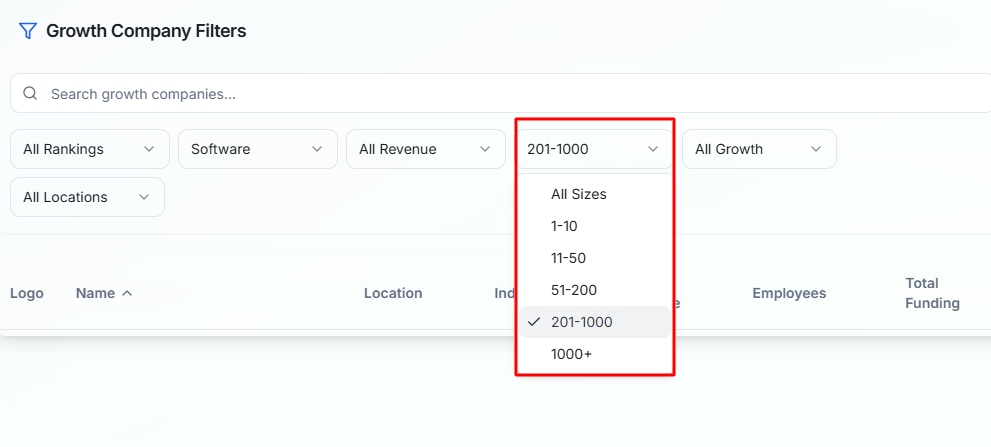 Growth Company Filters
Search growth companies...
All Rankings
Software
All Revenue
201-1000
All Growth
All Locations
All Sizes
1-10
11-50
51-200
201-1000
1000+
Logo
Name
Location
Employees
Total
Funding